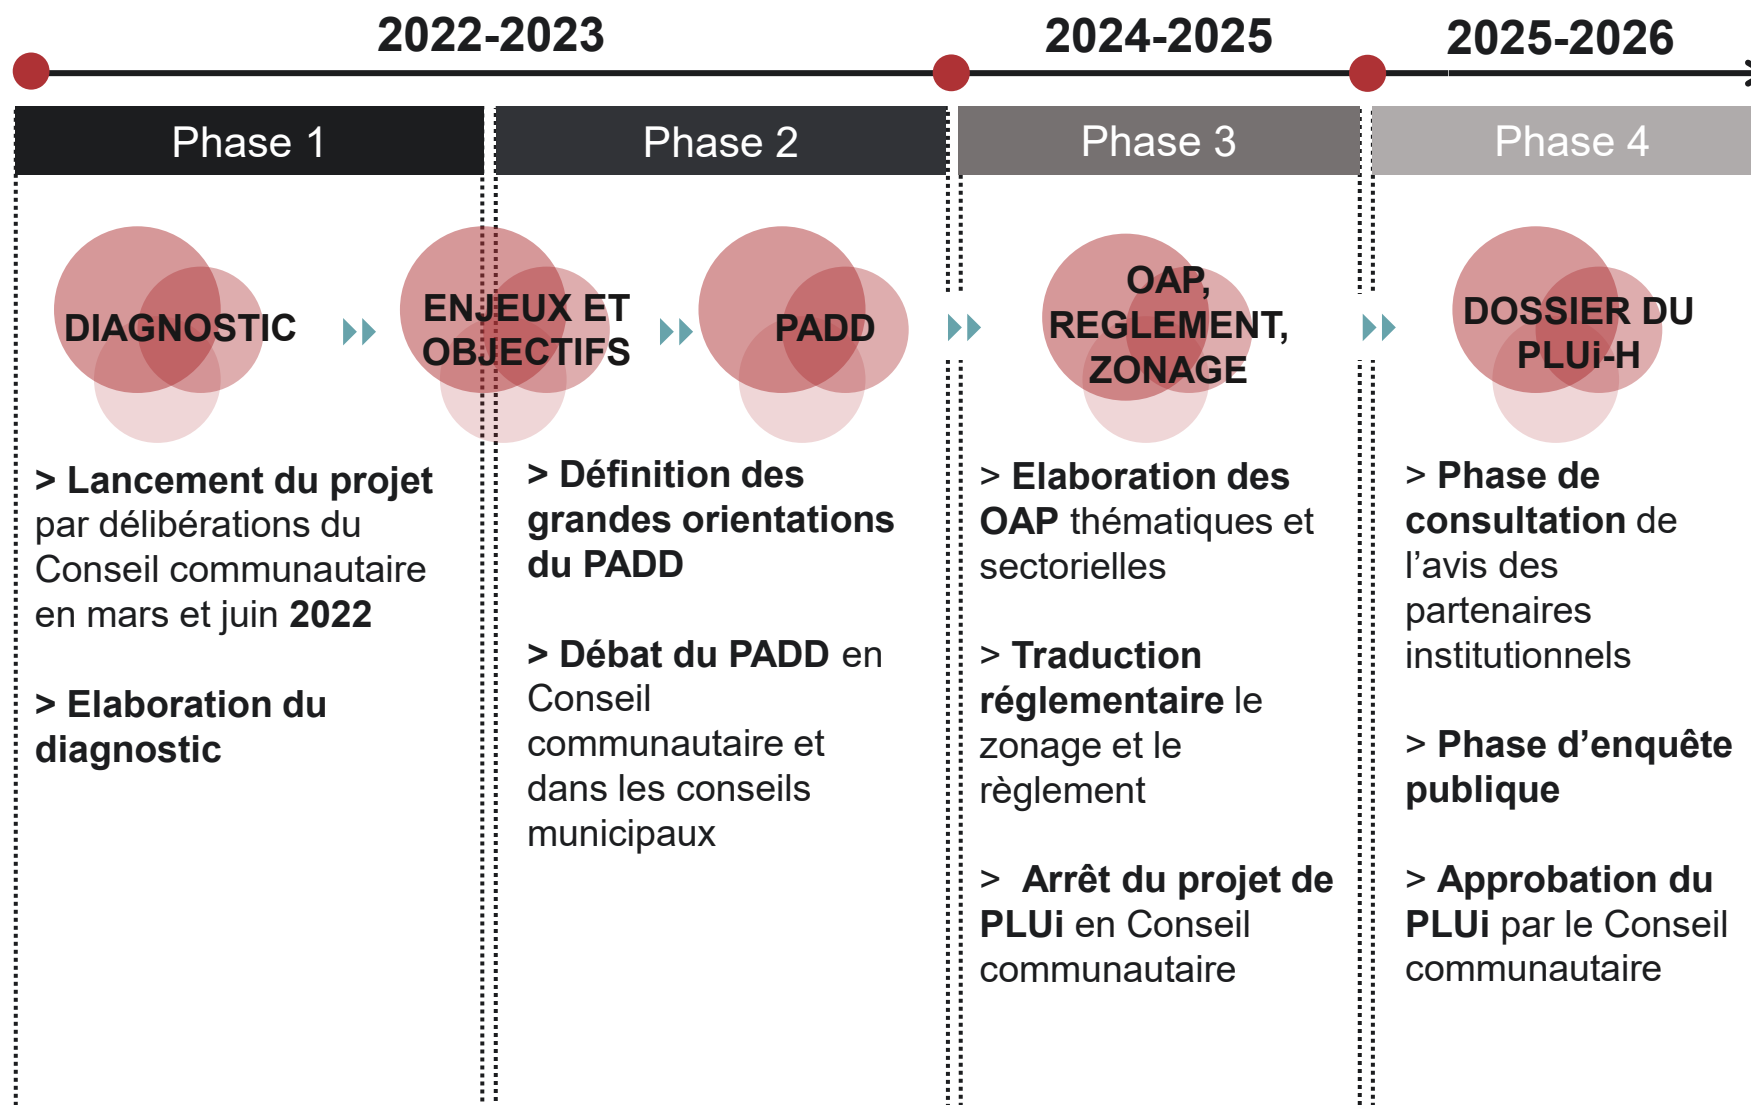 2022-2023
2024-2025
2025-2026
Phase 1
Phase 2
Phase 3
Phase 4
DIAGNOSTIC
ENJEUX ET
OBJECTIFS
PADD
OAP,
REGLEMENT,
ZONAGE
DOSSIER DU
PLUi-H
> Lancement du projet
par délibérations du
Conseil communautaire
en mars et juin 2022
> Elaboration du
diagnostic
> Définition des
grandes orientations
du PADD
> Débat du PADD en
Conseil
communautaire et
dans les conseils
municipaux
> Elaboration des
OAP thématiques et
sectorielles
> Traduction
réglementaire le
zonage et le
règlement
> Arrêt du projet de
PLUi en Conseil
communautaire
> Phase de
consultation de
l’avis des
partenaires
institutionnels
> Phase d’enquête
publique
> Approbation du
PLUi par le Conseil
communautaire